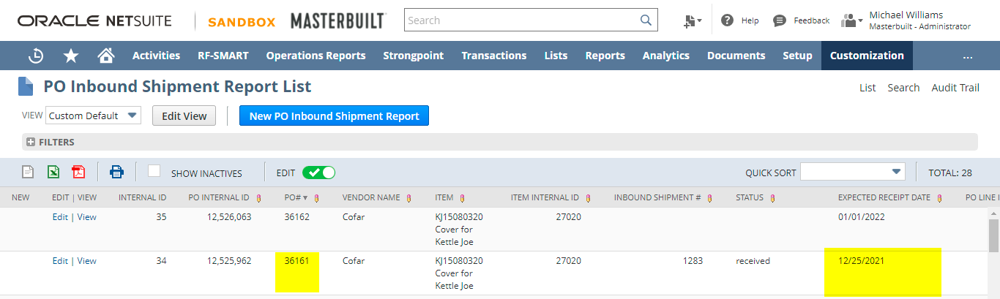 ORACLE NETSUITE SANDBOX MASTERBUILT Search Help Feedback Michael Williams
Masterbuilt - Administrator
Activities RF-SMART Operations Reports Strongpoint Transactions Lists Reports Analytics Documents Setup Customization ...
PO Inbound Shipment Report List List Search Audit Trail
VIEW Custom Default Edit View New PO Inbound Shipment Report
FILTERS
SHOW INACTIVES EDIT QUICK SORT TOTAL: 28
NEW EDIT | VIEW INTERNAL ID PO INTERNAL ID PO# VENDOR NAME ITEM ITEM INTERNAL ID INBOUND SHIPMENT # STATUS EXPECTED RECEIPT DATE PO LINE I
Edit | View 35 12,526,063 36162 Cofar KJ15080320 27020 01/01/2022
Cover for
Kettle Joe
Edit | View 34 12,525,962 36161 Cofar KJ15080320 27020 1283 received 12/25/2021
Cover for
Kettle Joe